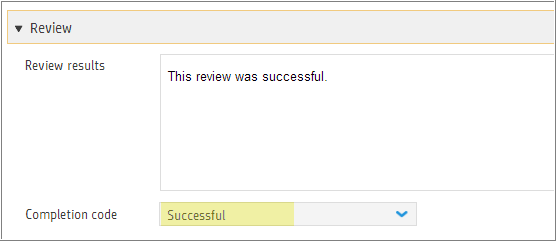 Review
Review results
This review was successful.
Completion code
Successful